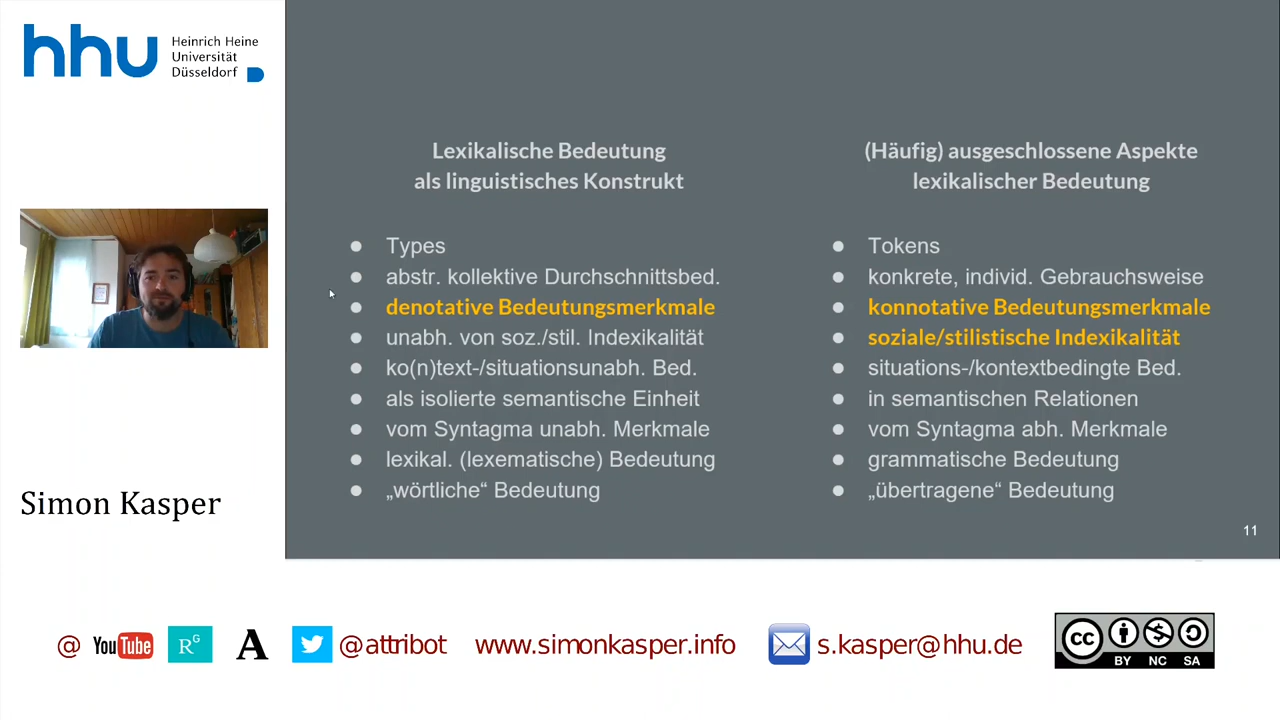 hhu
Heinrich Heine
Universität
Düsseldorf
Simon Kasper
Lexikalische Bedeutung
als linguistisches Konstrukt
● Types
● abstr. kollektive Durchschnittsbed.
● denotative Bedeutungsmerkmale
● unabh. von soz./stil. Indexikalität
● ko(n)text-/situationsunabh. Bed.
● als isolierte semantische Einheit
● vom Syntagma unabh. Merkmale
● lexikal. (lexematische) Bedeutung
● „wörtliche“ Bedeutung
(Häufig) ausgeschlossene Aspekte
lexikalischer Bedeutung
● Tokens
● konkrete, individ. Gebrauchsweise
● konnotative Bedeutungsmerkmale
● soziale/stilistische Indexikalität
● situations-/kontextbedingte Bed.
● in semantischen Relationen
● vom Syntagma abh. Merkmale
● grammatische Bedeutung
● „übertragene“ Bedeutung
11
@ YouTube RG A @attribot www.simonkasper.info s.kasper@hhu.de
cc
BY NC SA